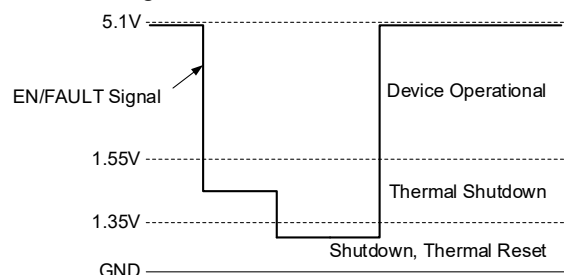 5.1V
EN/FAULT Signal
Device Operational
1.55V
Thermal Shutdown
1.35V
Shutdown, Thermal Reset
GND